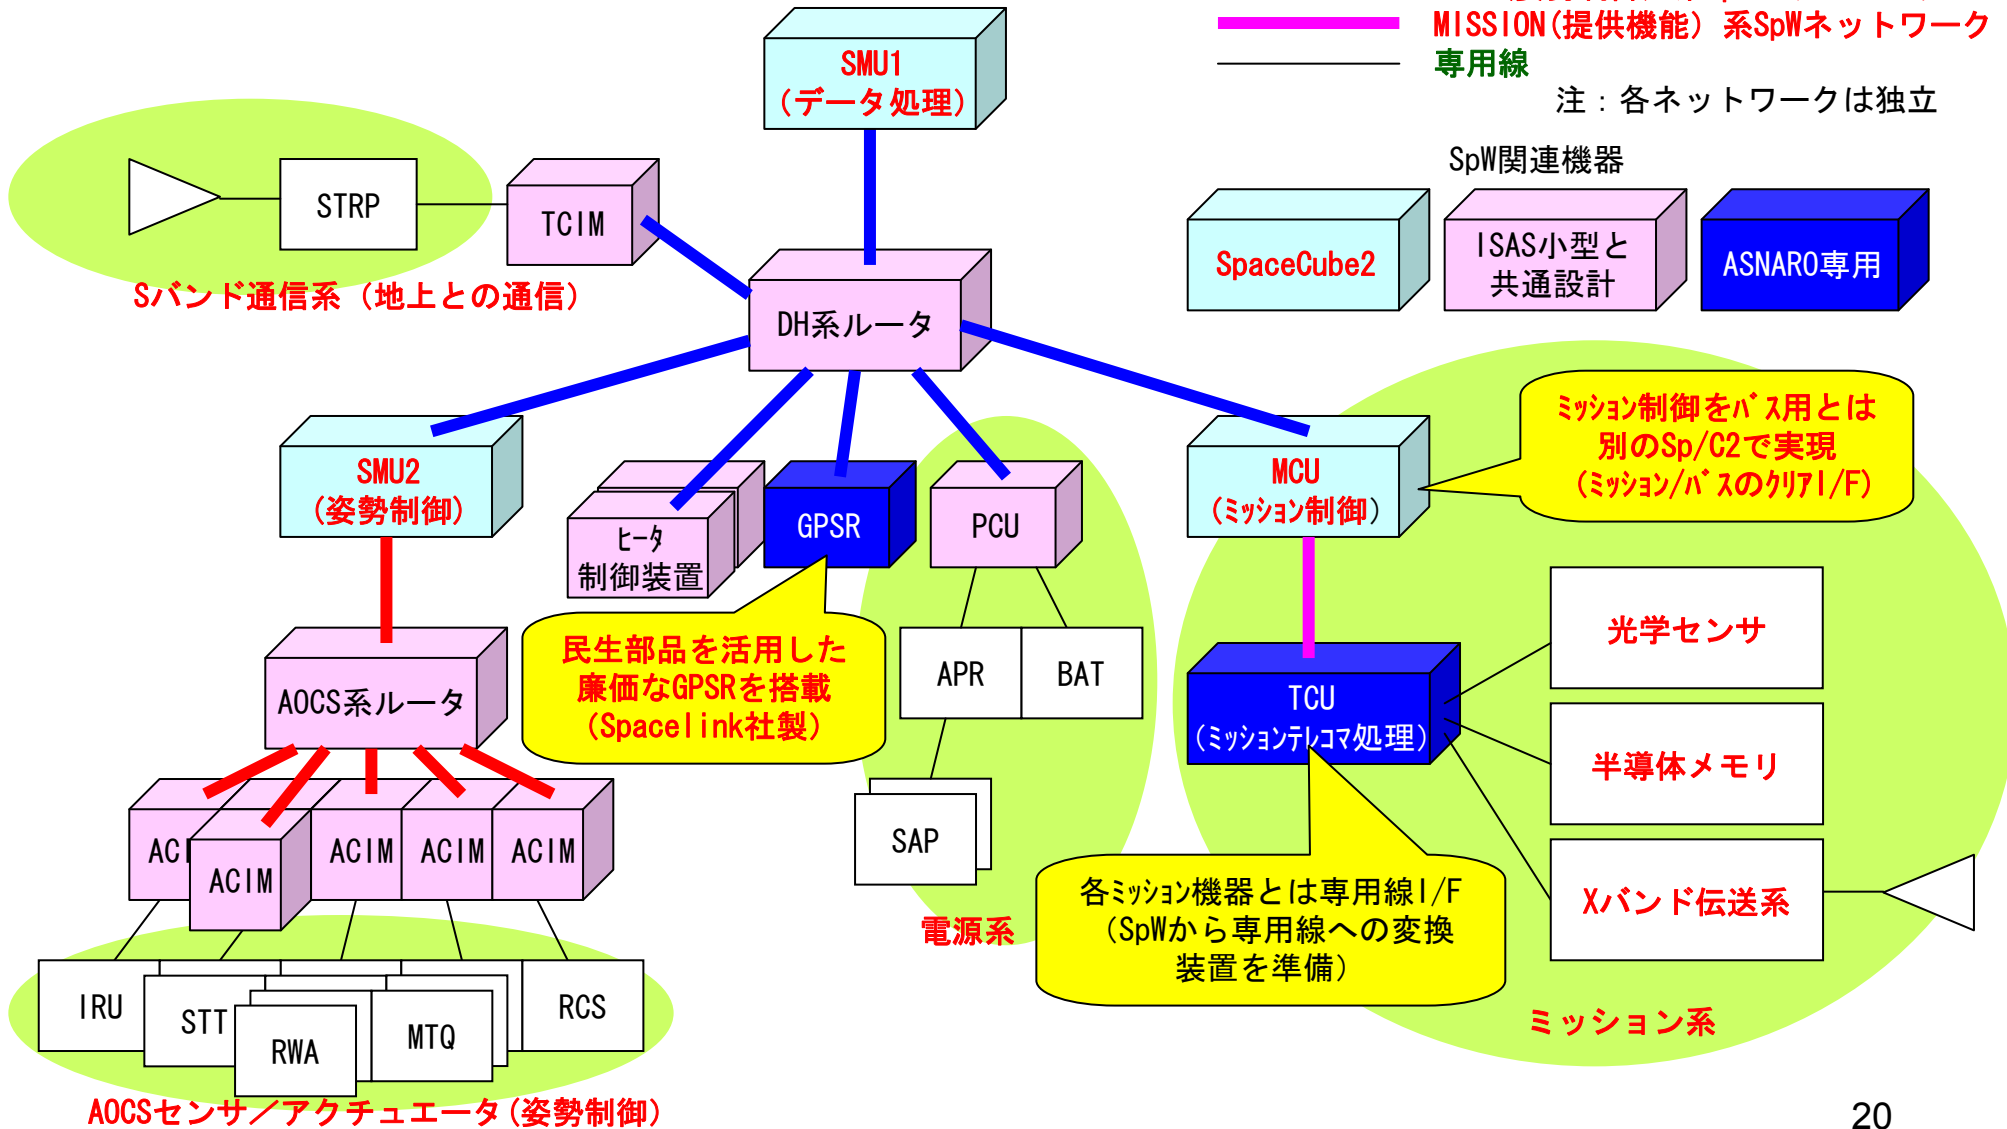 MISSION(提供機能) 系SpWネットワーク
専用線
注：各ネットワークは独立
SpW関連機器
SpaceCube2
ISAS小型と
共通設計
ASNARO専用
SMU1
(データ処理)
STRP
TCIM
Sバンド通信系 (地上との通信)
DH系ルータ
SMU2
(姿勢制御)
ﾋｰﾀ
制御装置
GPSR
PCU
MCU
(ﾐｯｼｮﾝ制御)
ﾐｯｼｮﾝ制御をﾊﾞｽ用とは
別のSp/C2で実現
(ﾐｯｼｮﾝ/ﾊﾞｽのｸﾘｱI/F)
民生部品を活用した
廉価なGPSRを搭載
(Spacelink社製)
APR
BAT
SAP
電源系
AOCS系ルータ
ACIM
ACIM
ACIM
ACIM
IRU
STT
RWA
MTQ
RCS
AOCSセンサ／アクチュエータ(姿勢制御)
TCU
(ﾐｯｼｮﾝﾃﾚｺﾏ処理)
光学センサ
半導体メモリ
Xバンド伝送系
各ﾐｯｼｮﾝ機器とは専用線I/F
(SpWから専用線への変換
装置を準備)
ミッション系
20